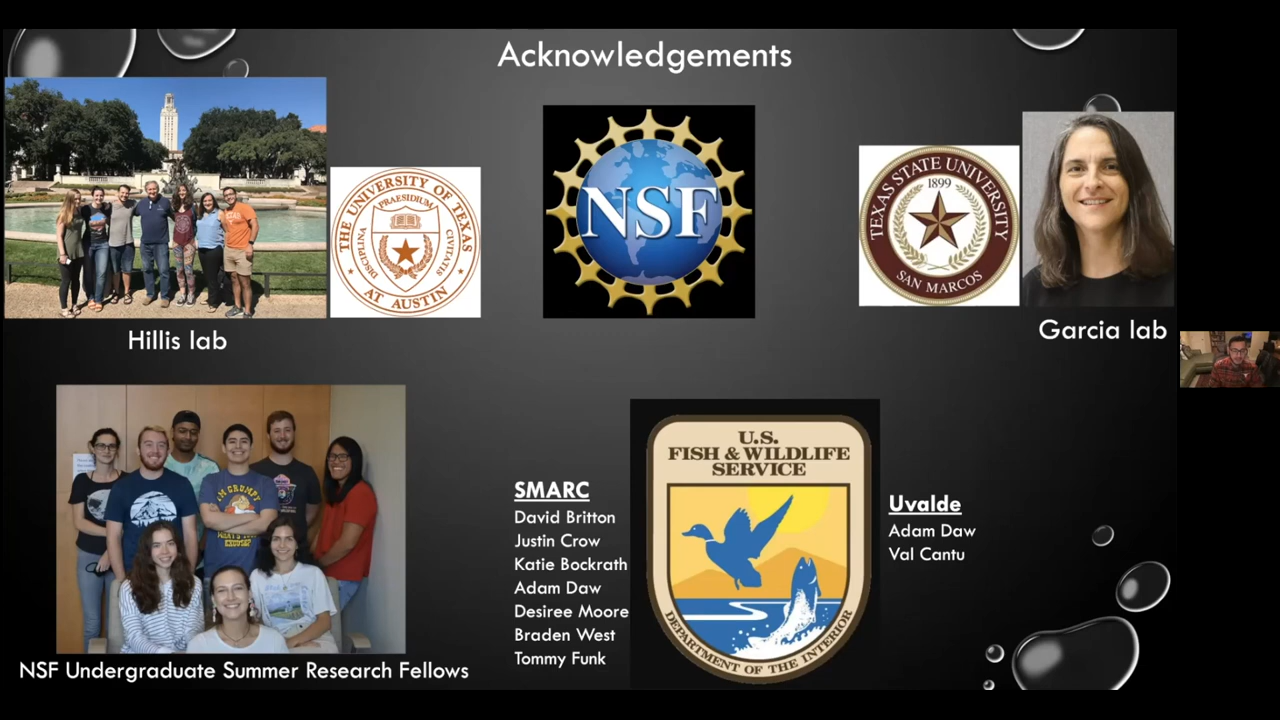 Acknowledgements
THE UNIVERSITY OF TEXAS
AT AUSTIN
PRAESIDIUM
DISCIPLINA
CIVITATIS
Hillis lab
NSF
TEXAS STATE UNIVERSITY
1899
SAN MARCOS
Garcia lab
I'M GRUMPY
NSF Undergraduate Summer Research Fellows
SMARC
David Britton
Justin Crow
Katie Bockrath
Adam Daw
Desiree Moore
Braden West
Tommy Funk
U.S.
FISH & WILDLIFE
SERVICE
DEPARTMENT OF THE INTERIOR
Uvalde
Adam Daw
Val Cantu